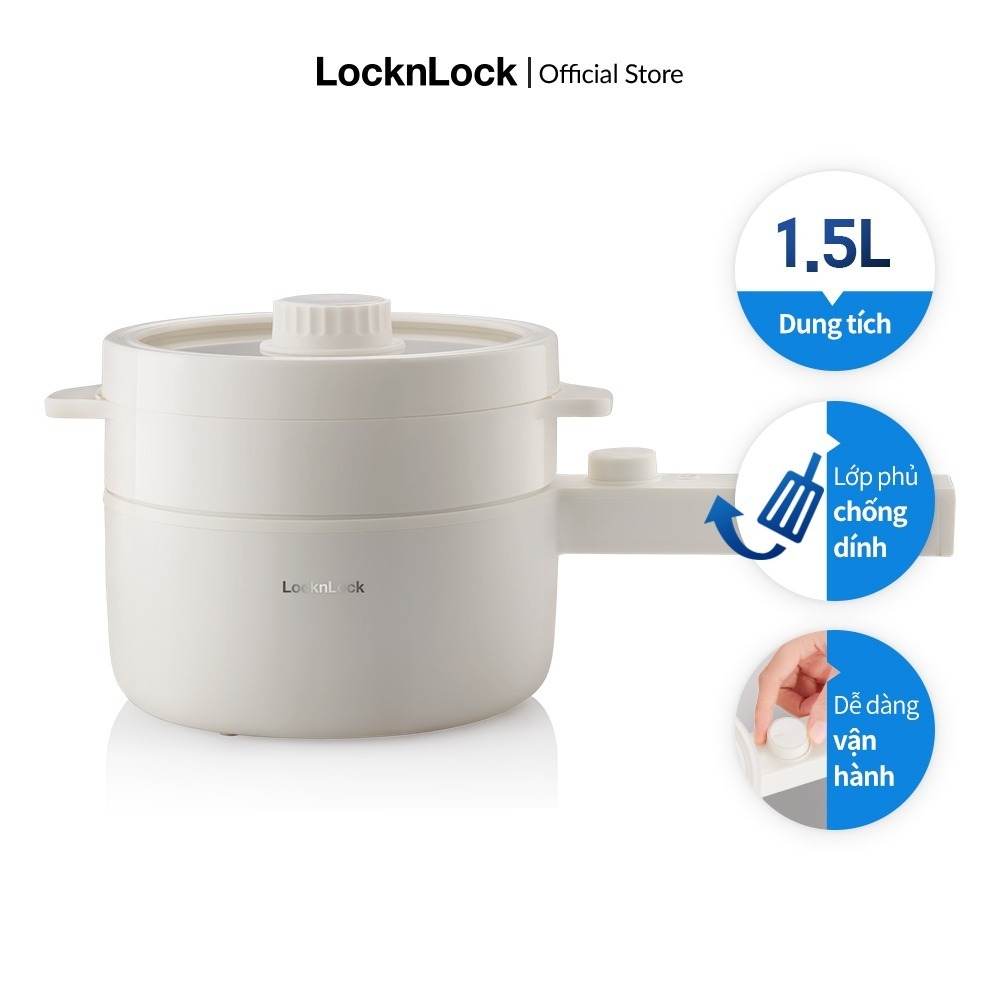 LocknLock | Official Store
1.5L
Dung tích
Lớp phủ
chống
dính
LocknLock
Dễ dàng
vận
hành